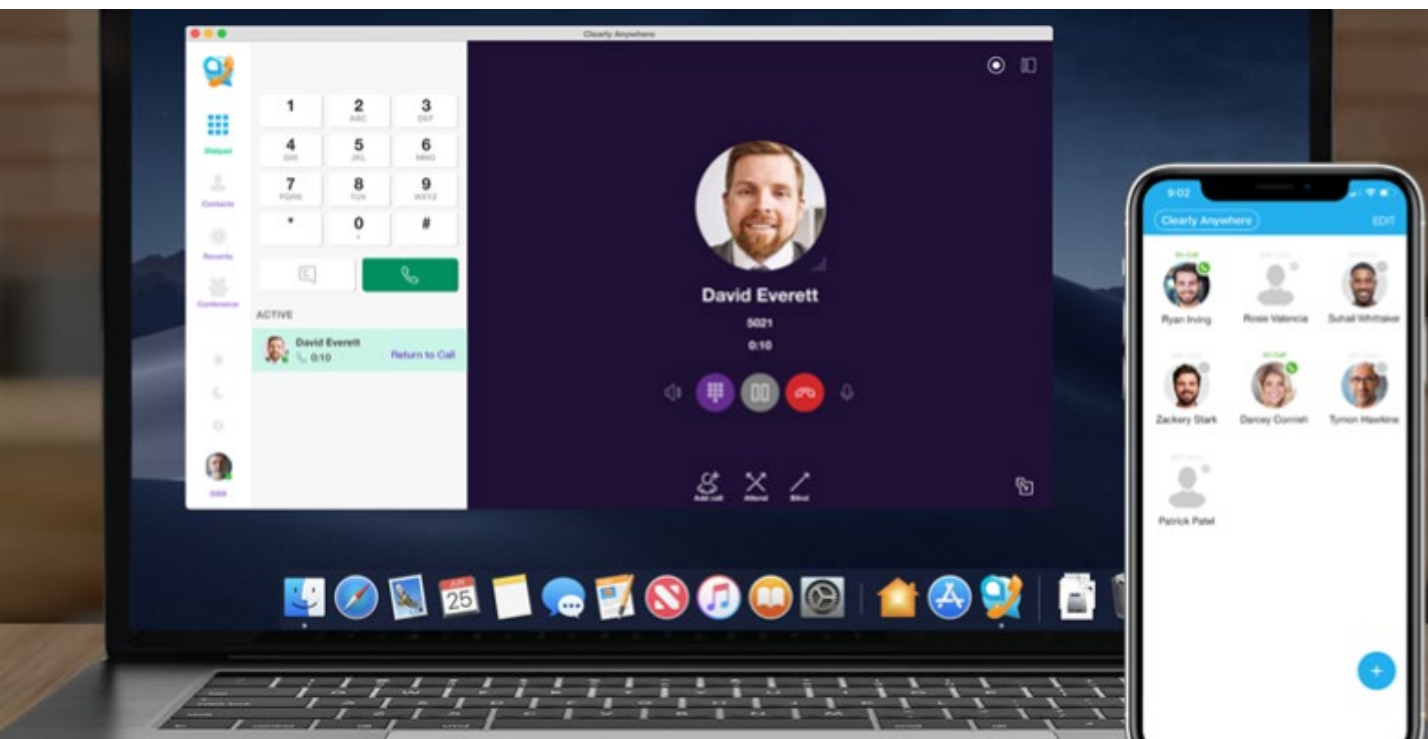 Clearly Anywhere
1
2
ABC
3
DEF
4
GHI
5
JKL
6
MNO
7
PQRS
8
TUV
9
WXYZ
*
0
+
#
Dialpad
Contacts
Recents
Conference
ACTIVE
David Everett
0:10
Return to Call
David Everett
5021
0:10
Add call
Attend
Blind
JUN
25
9:02
Clearly Anywhere
EDIT
On Call
Ryan Irving
Rosie Valencia
Suhail Whittaker
On Call
Zackery Stark
Darcey Cornish
Tymon Hawkins
Patrick Patel